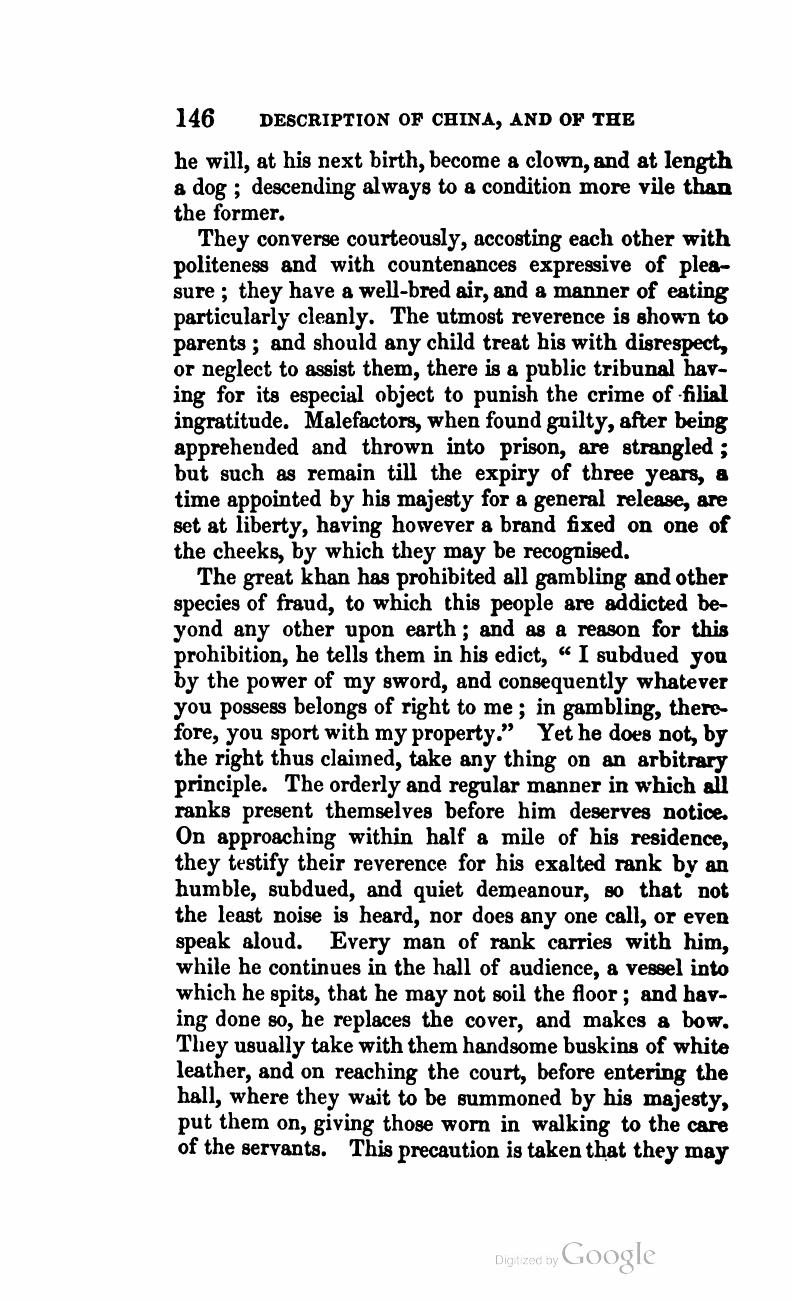 146 DESCRIPTION OF CHINA, AND OF THE
he will, at his next birth, become a clown, and at length
a dog ; descending always to a condition more vile than
the former.
They converse courteously, accosting each other with
politeness and with countenances expressive of plea-
sure ; they have a well-bred air, and a manner of eating
particularly cleanly. The utmost reverence is shown to
parents ; and should any child treat his with disrespect,
or neglect to assist them, there is a public tribunal hav-
ing for its especial object to punish the crime of filial
ingratitude. Malefactors, when found guilty, after being
apprehended and thrown into prison, are strangled ;
but such as remain till the expiry of three years, a
time appointed by his majesty for a general release, are
set at liberty, having however a brand fixed on one of
the cheeks, by which they may be recognised.
The great khan has prohibited all gambling and other
species of fraud, to which this people are addicted be-
yond any other upon earth ; and as a reason for this
prohibition, he tells them in his edict, “ I subdued you
by the power of my sword, and consequently whatever
you possess belongs of right to me ; in gambling, there-
fore, you sport with my property.” Yet he does not, by
the right thus claimed, take any thing on an arbitrary
principle. The orderly and regular manner in which all
ranks present themselves before him deserves notice.
On approaching within half a mile of his residence,
they testify their reverence for his exalted rank by an
humble, subdued, and quiet demeanour, so that not
the least noise is heard, nor does any one call, or even
speak aloud. Every man of rank carries with him,
while he continues in the hall of audience, a vessel into
which he spits, that he may not soil the floor ; and hav-
ing done so, he replaces the cover, and makes a bow.
They usually take with them handsome buskins of white
leather, and on reaching the court, before entering the
hall, where they wait to be summoned by his majesty,
put them on, giving those worn in walking to the care
of the servants. This precaution is taken that they may
Digitized by Google